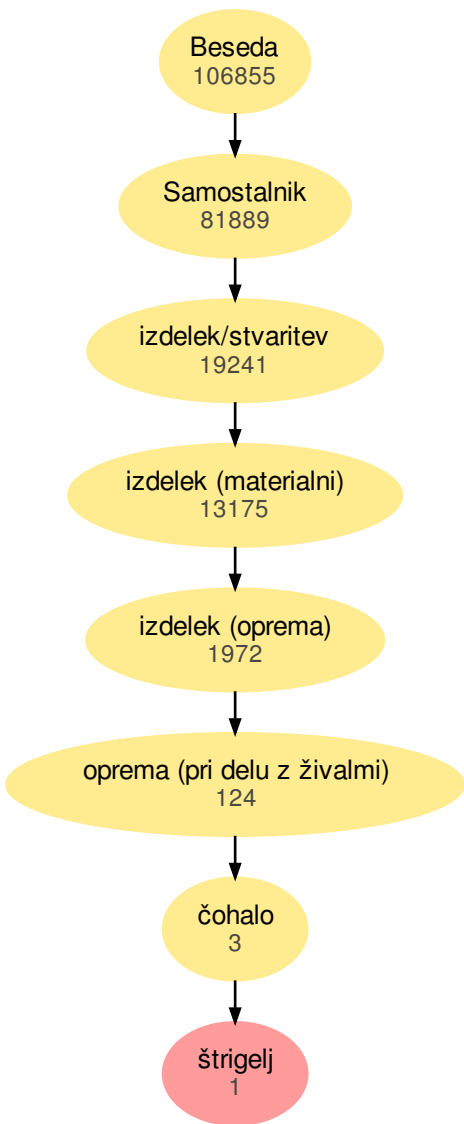 Beseda
106855
Samostalnik
81889
izdelek/stvaritev
19241
izdelek (materialni)
13175
izdelek (oprema)
1972
oprema (pri delu z živalmi)
124
čohalo
3
štrigelj
1